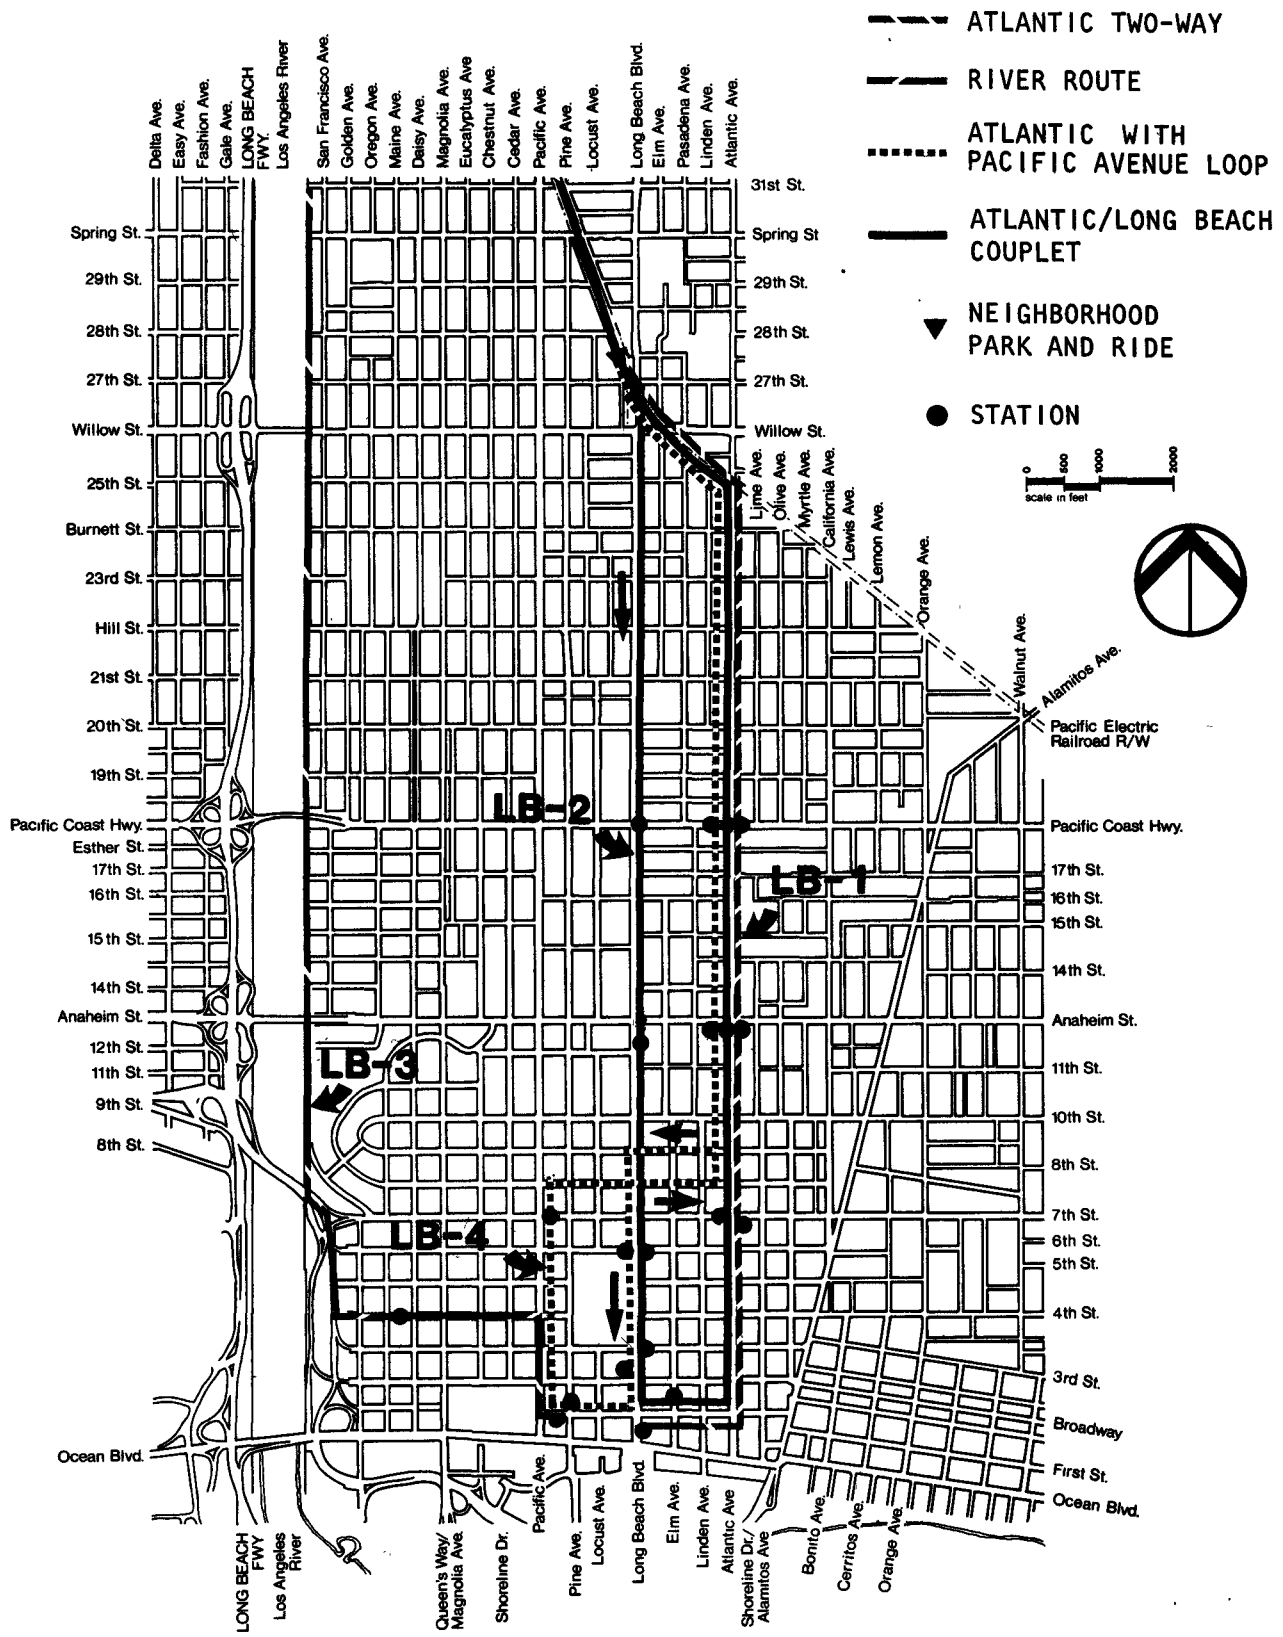 ATLANTIC TWO-WAY
RIVER ROUTE
ATLANTIC WITH
PACIFIC AVENUE LOOP
ATLANTIC/LONG BEACH
COUPLET
NEIGHBORHOOD
PARK AND RIDE
STATION
0 500 1000 2000
scale in feet
Delta Ave.
Easy Ave.
Fashion Ave.
Gale Ave.
LONG BEACH
FWY.
Los Angeles River
San Francisco Ave.
Golden Ave.
Oregon Ave.
Maine Ave.
Daisy Ave.
Magnolia Ave.
Eucalyptus Ave
Chestnut Ave.
Cedar Ave.
Pacific Ave.
Pine Ave.
Locust Ave.
Long Beach Blvd.
Elm Ave.
Pasadena Ave.
Linden Ave.
Atlantic Ave.
Spring St.
29th St.
28th St.
27th St.
Willow St.
25th St.
Burnett St.
23rd St.
Hill St.
21st St.
20th St.
19th St.
Pacific Coast Hwy.
Esther St.
17th St.
16th St.
15th St.
14th St.
Anaheim St.
12th St.
11th St.
9th St.
8th St.
Ocean Blvd.
31st St.
Spring St
29th St.
28th St.
27th St.
Willow St.
Lime Ave.
Olive Ave.
Myrtle Ave.
California Ave.
Lewis Ave.
Lemon Ave.
Orange Ave.
Walnut Ave.
Alamitos Ave.
Pacific Electric
Railroad R/W
Pacific Coast Hwy.
17th St.
16th St.
15th St.
14th St.
Anaheim St.
11th St.
10th St.
8th St.
7th St.
6th St.
5th St.
4th St.
3rd St.
Broadway
First St.
Ocean Blvd.
LB-2
LB-1
LB-3
LB-4
LONG BEACH
FWY
Los Angeles
River
Queen's Way/
Magnolia Ave.
Shoreline Dr.
Pacific Ave.
Pine Ave.
Locust Ave.
Long Beach Blvd.
Elm Ave.
Linden Ave.
Atlantic Ave
Shoreline Dr./
Alamitos Ave
Bonito Ave.
Cerritos Ave.
Orange Ave.